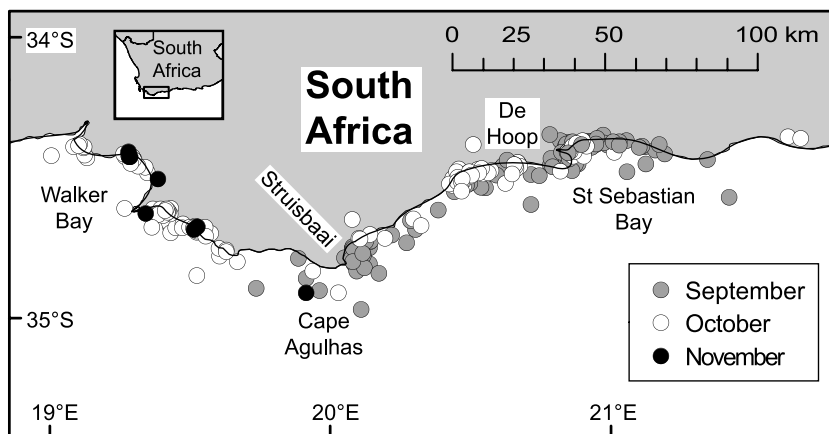 34°S
South
Africa
0 25 50 100 km
South
Africa
De
Hoop
Struisbaai
Walker
Bay
St Sebastian
Bay
September
October
November
35°S
Cape
Agulhas
19°E 20°E 21°E